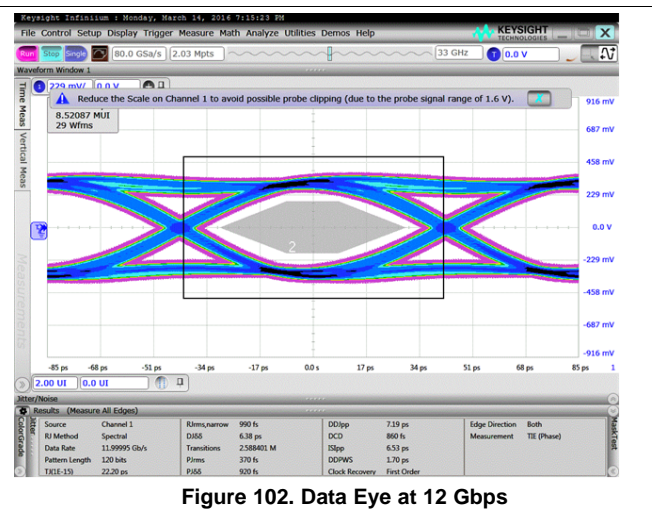 Keysight Infiniium : Monday, March 14, 2016 7:15:23 PM
File Control Setup Display Trigger Measure Math Analyze Utilities Demos Help
KEYSIGHT
TECHNOLOGIES
Run Stop Single 80.0 GSa/s 2.03 Mpts 33 GHz T 0.0 V
Waveform Window 1
1 229 mV/ 0.0 V
Reduce the Scale on Channel 1 to avoid possible probe clipping (due to the probe signal range of 1.6 V).
8.52087 MUI
29 Wfms
Time Meas
Vertical Meas
Measurements
916 mV
687 mV
458 mV
229 mV
0.0 V
-229 mV
-458 mV
-687 mV
-916 mV
2
-85 ps -68 ps -51 ps -34 ps -17 ps 0.0 s 17 ps 34 ps 51 ps 68 ps 85 ps 1
2.00 UI 0.0 UI
Jitter/Noise
Results (Measure All Edges)
ColorGrade
Jitter
MaskTest
Source Channel 1 RJrms,narrow 990 fs DDJpp 7.19 ps Edge Direction Both
RJ Method Spectral DJδδ 6.38 ps DCD 860 fs Measurement TIE (Phase)
Data Rate 11.99995 Gb/s Transitions 2.588401 M ISIpp 6.53 ps
Pattern Length 120 bits PJrms 370 fs DDPWS 1.70 ps
TJ(1E-15) 22.20 ps PJδδ 920 fs Clock Recovery First Order
Figure 102. Data Eye at 12 Gbps